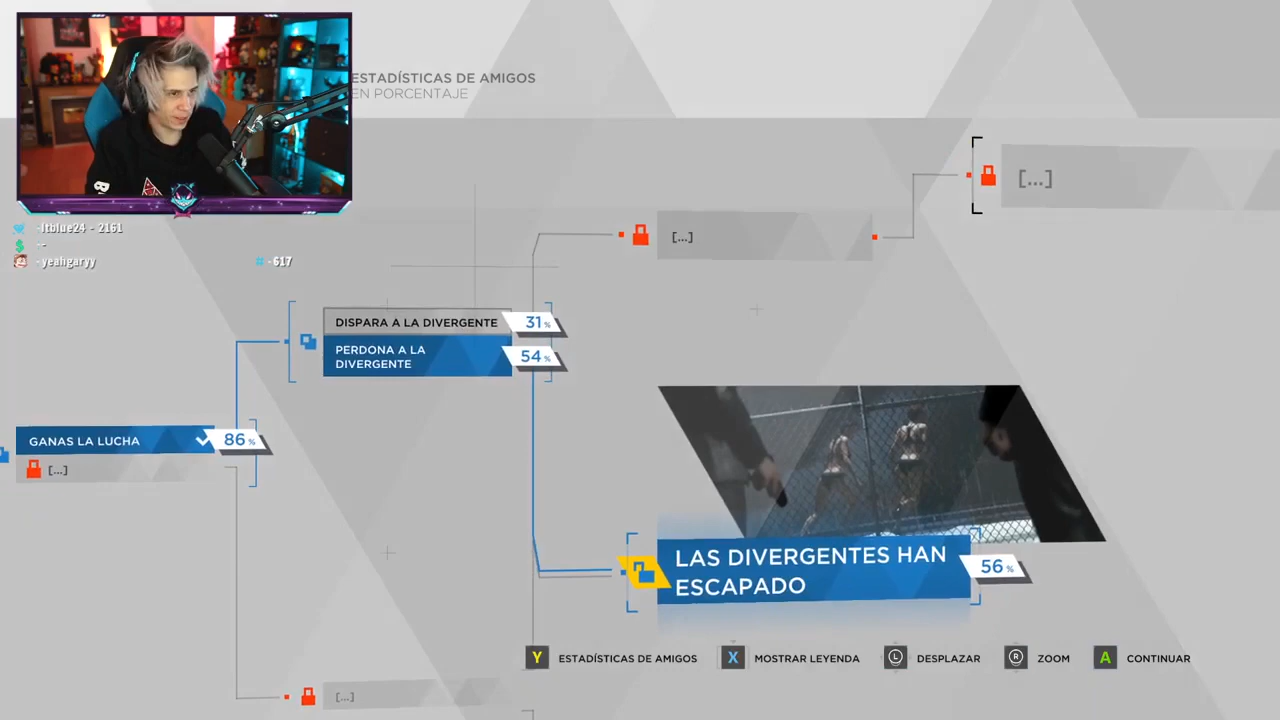 ESTADÍSTICAS DE AMIGOS
EN PORCENTAJE
-ltblue24 - 2161
--
- yeahgaryy
# -617
[...]
[...]
DISPARA A LA DIVERGENTE 31%
PERDONA A LA
DIVERGENTE 54%
GANAS LA LUCHA 86%
[...]
LAS DIVERGENTES HAN
ESCAPADO 56%
Y ESTADÍSTICAS DE AMIGOS X MOSTRAR LEYENDA L DESPLAZAR R ZOOM A CONTINUAR
[...]